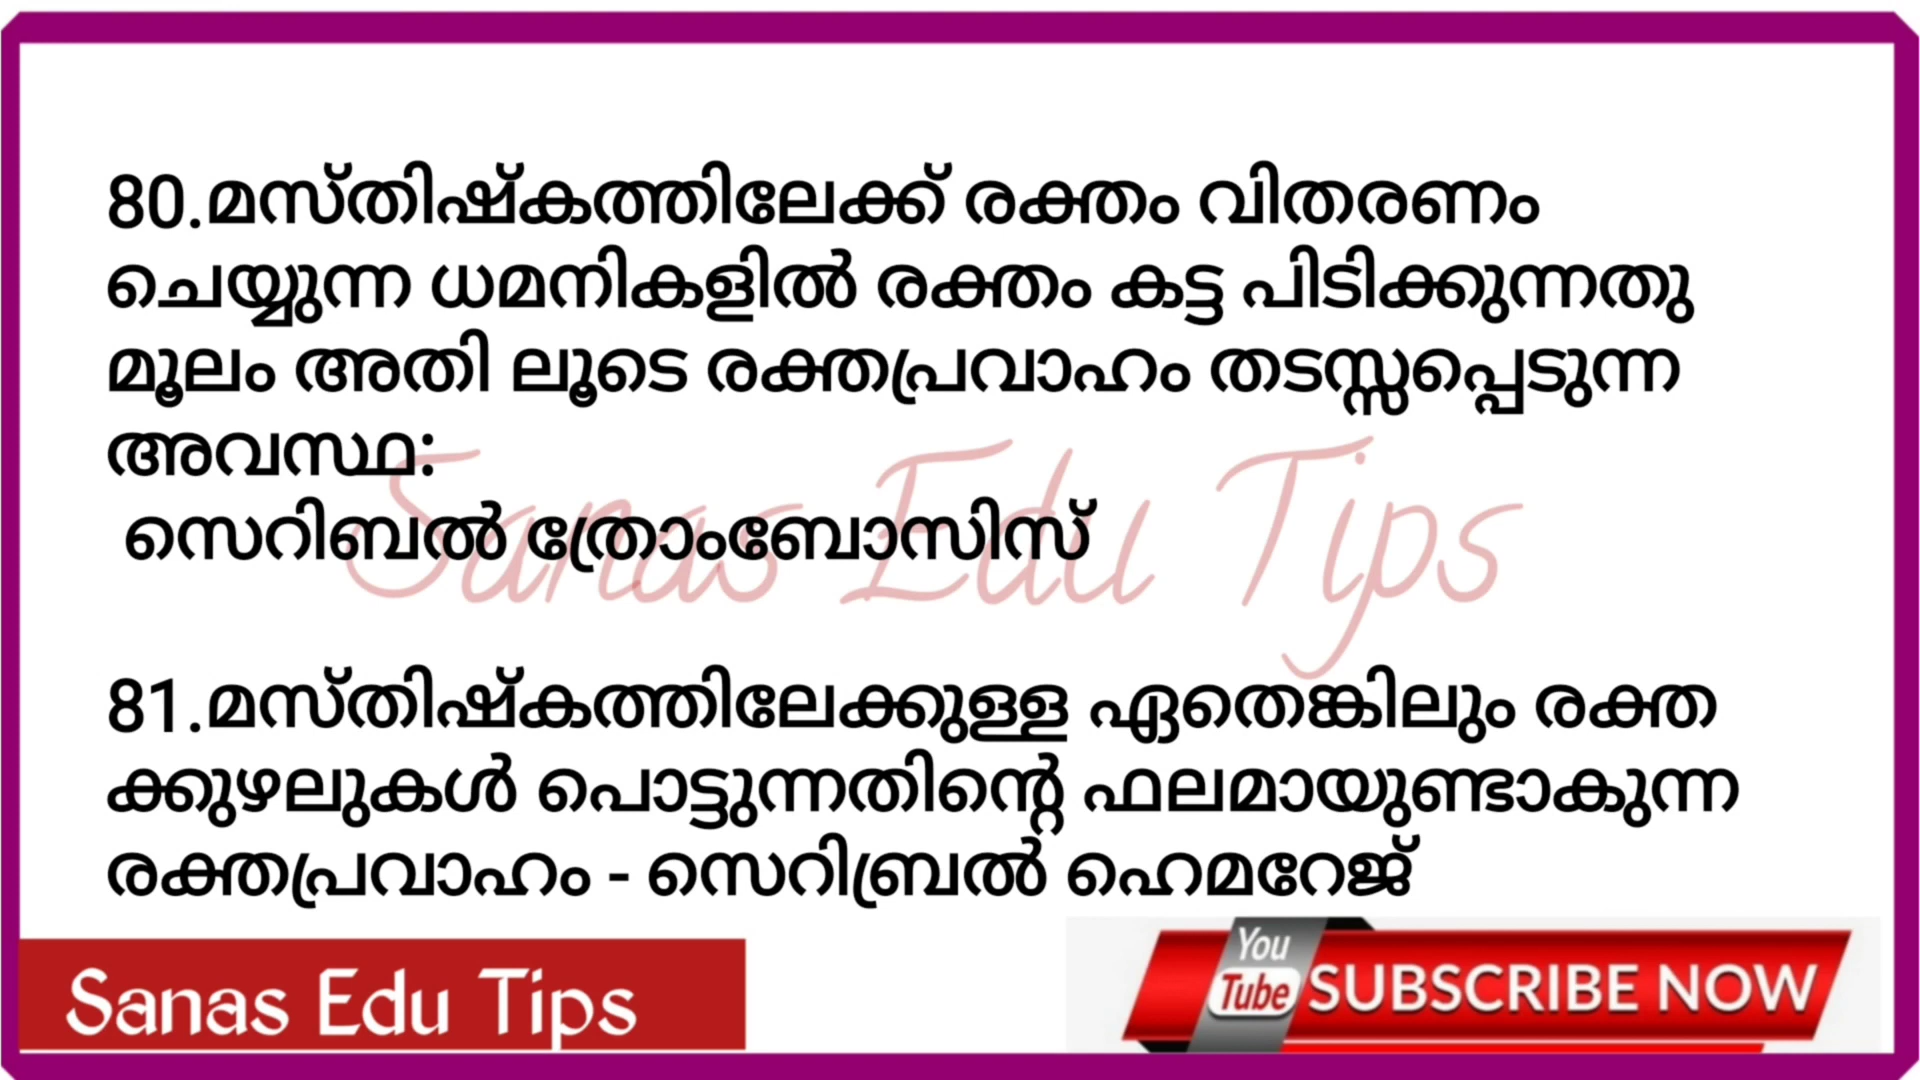 80.മസ്തിഷ്കത്തിലേക്ക് രക്തം വിതരണം
ചെയ്യുന്ന ധമനികളിൽ രക്തം കട്ട പിടിക്കുന്നതു
മൂലം അതി ലൂടെ രക്തപ്രവാഹം തടസ്സപ്പെടുന്ന
അവസ്ഥ:
സെറിബൽ ത്രോംബോസിസ്
Sanas Edu Tips
81.മസ്തിഷ്കത്തിലേക്കുള്ള ഏതെങ്കിലും രക്ത
ക്കുഴലുകൾ പൊട്ടുന്നതിന്റെ ഫലമായുണ്ടാകുന്ന
രക്തപ്രവാഹം - സെറിബ്രൽ ഹെമറേജ്
Sanas Edu Tips
You
Tube SUBSCRIBE NOW